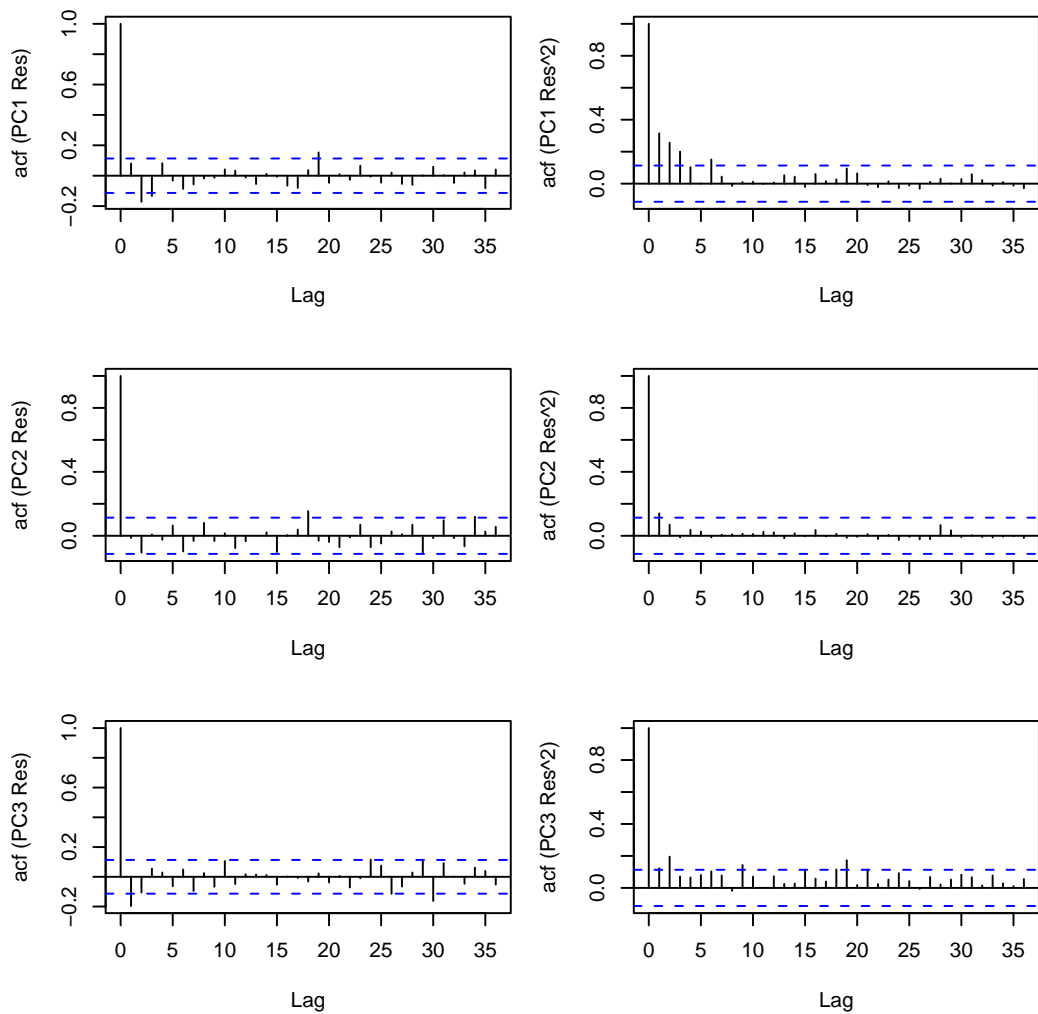 acf (PC1 Res)
−0.2 0.2 0.6 1.0
0 5 10 15 20 25 30 35
Lag
acf (PC1 Res^2)
0.0 0.4 0.8
0 5 10 15 20 25 30 35
Lag
acf (PC2 Res)
0.0 0.4 0.8
0 5 10 15 20 25 30 35
Lag
acf (PC2 Res^2)
0.0 0.4 0.8
0 5 10 15 20 25 30 35
Lag
acf (PC3 Res)
−0.2 0.2 0.6 1.0
0 5 10 15 20 25 30 35
Lag
acf (PC3 Res^2)
0.0 0.4 0.8
0 5 10 15 20 25 30 35
Lag